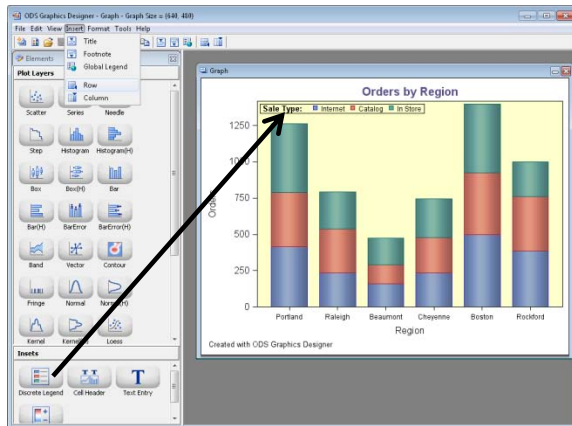 ODS Graphics Designer - Graph - Graph Size = (640, 480)
File Edit View Insert Format Tools Help
Title
Footnote
Global Legend
Row
Column
Elements
Plot Layers
Scatter Series Needle
Step Histogram Histogram(H)
Box Box(H) Bar
Bar(H) BarError BarError(H)
Band Vector Contour
Fringe Normal
Kernel Loess
Insets
Discrete Legend Cell Header Text Entry
Graph
Orders by Region
Sale Type: Internet Catalog In Store
1250
750
500
250
0
Portland Raleigh Beaumont Cheyenne Boston Rockford
Region
Created with ODS Graphics Designer